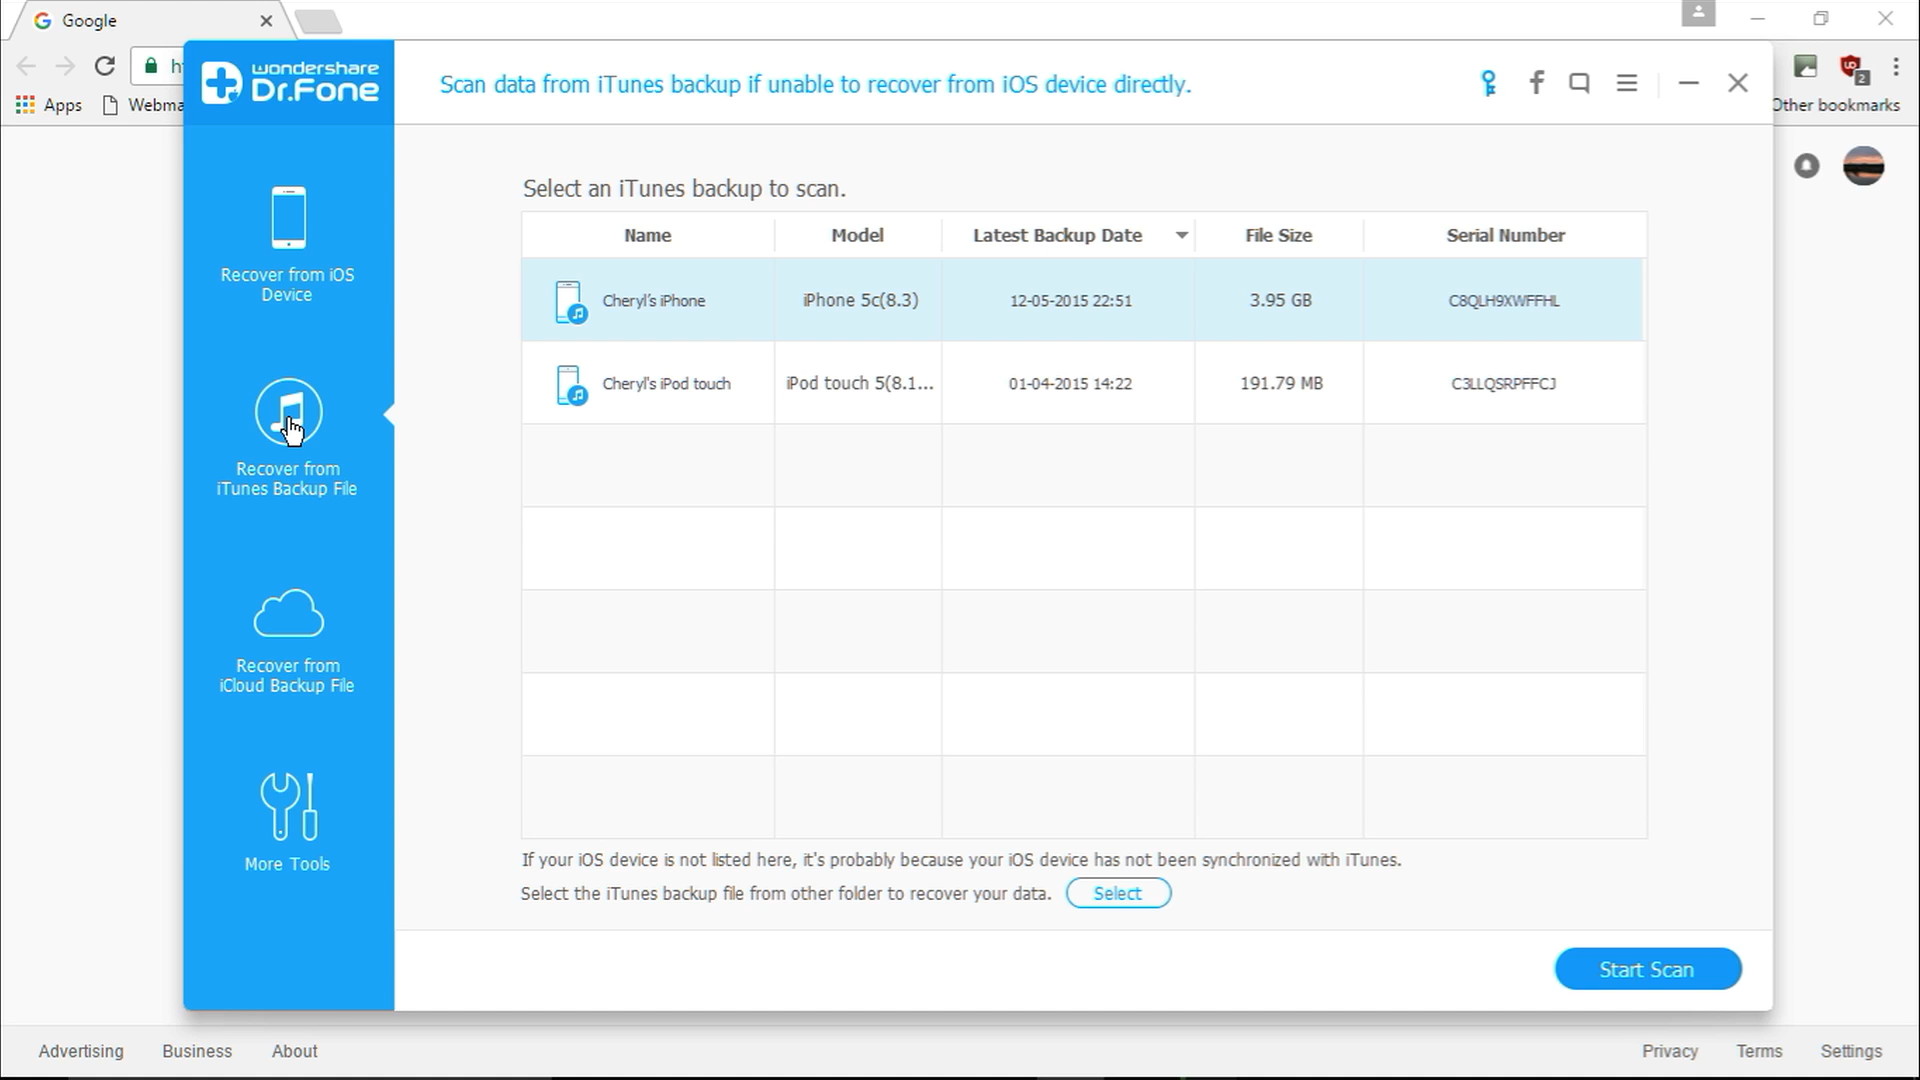 Google
h
Apps
Webma
Other bookmarks
2
wondershare
Dr.Fone
Scan data from iTunes backup if unable to recover from iOS device directly.
Recover from iOS
Device
Recover from
iTunes Backup File
Recover from
iCloud Backup File
More Tools
Select an iTunes backup to scan.
Name Model Latest Backup Date File Size Serial Number
Cheryl's iPhone iPhone 5c(8.3) 12-05-2015 22:51 3.95 GB C8QLH9XWFFHL
Cheryl's iPod touch iPod touch 5(8.1... 01-04-2015 14:22 191.79 MB C3LLQSRPFFCJ
If your iOS device is not listed here, it's probably because your iOS device has not been synchronized with iTunes.
Select the iTunes backup file from other folder to recover your data. Select
Start Scan
Advertising Business About Privacy Terms Settings